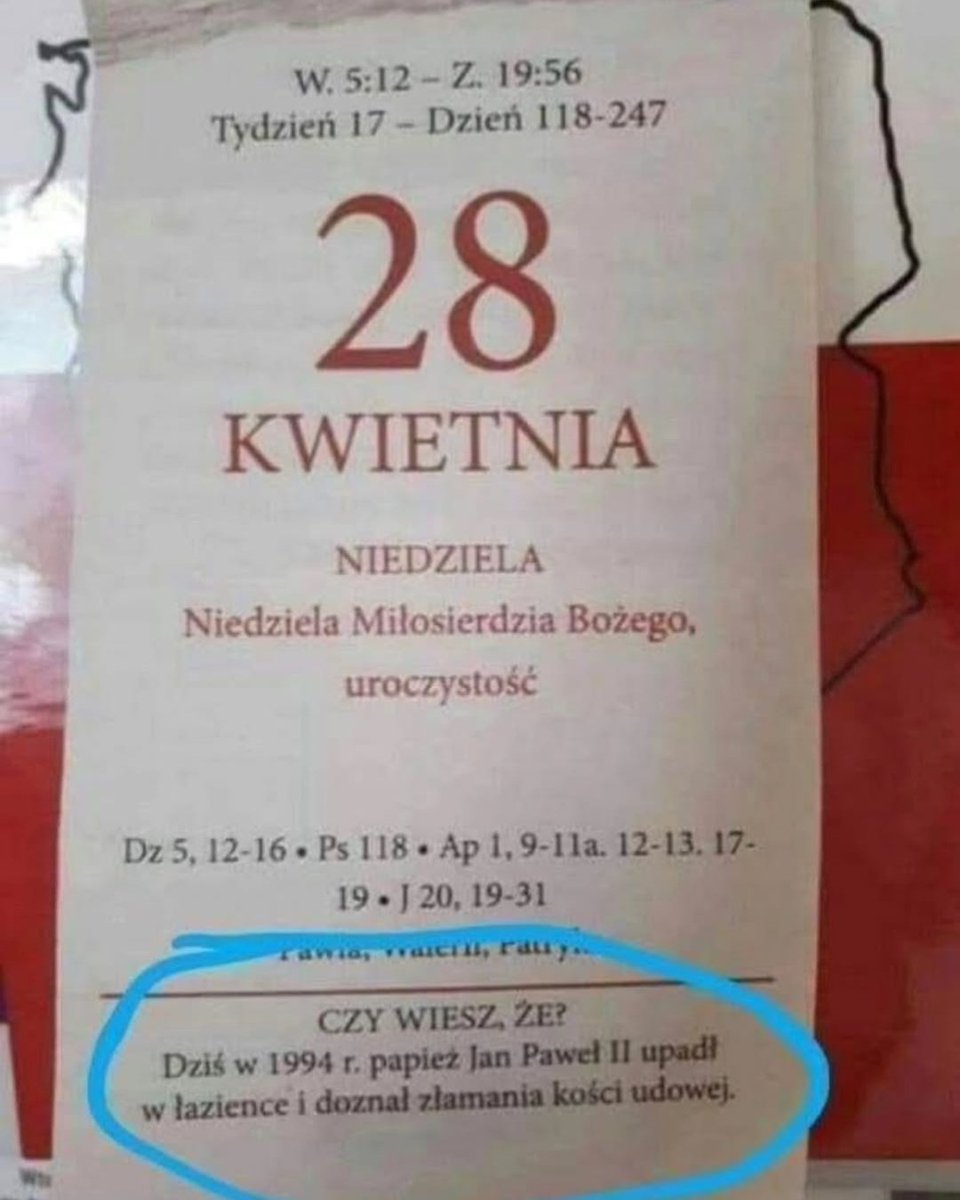 W. 5:12 – Z. 19:56
Tydzień 17 – Dzień 118-247
28
KWIETNIA
NIEDZIELA
Niedziela Miłosierdzia Bożego,
uroczystość
Dz 5, 12-16 • Ps 118 • Ap 1, 9-11a. 12-13. 17-
19 • J 20, 19-31
Pawła, Walerii,
CZY WIESZ, ŻE?
Dziś w 1994 r. papież Jan Paweł II upadł
w łazience i doznał złamania kości udowej.